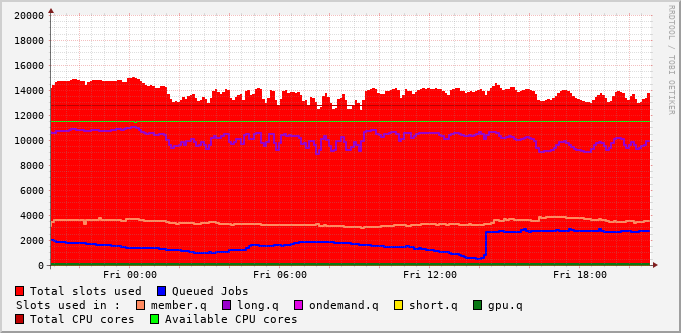 RRDTOOL / TOBI OETIKER
20000
18000
16000
14000
12000
10000
8000
6000
4000
2000
0
Fri 00:00 Fri 06:00 Fri 12:00 Fri 18:00
Total slots used Queued Jobs
Slots used in : member.q long.q ondemand.q short.q gpu.q
Total CPU cores Available CPU cores